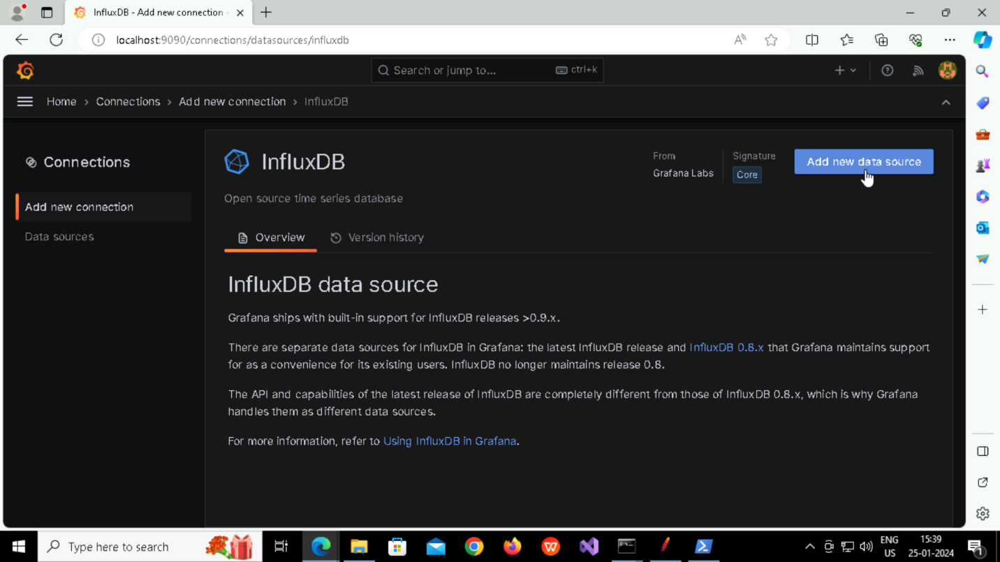 InfluxDB - Add new connection -
localhost:9090/connections/datasources/influxdb
Search or jump to...
ctrl+k
Home › Connections › Add new connection › InfluxDB
Connections
Add new connection
Data sources
InfluxDB
Open source time series database
From
Grafana Labs
Signature
Core
Add new data source
Overview
Version history
InfluxDB data source
Grafana ships with built-in support for InfluxDB releases >0.9.x.
There are separate data sources for InfluxDB in Grafana: the latest InfluxDB release and InfluxDB 0.8.x that Grafana maintains support
for as a convenience for its existing users. InfluxDB no longer maintains release 0.8.
The API and capabilities of the latest release of InfluxDB are completely different from those of InfluxDB 0.8.x, which is why Grafana
handles them as different data sources.
For more information, refer to Using InfluxDB in Grafana.
Type here to search
ENG
US
15:39
25-01-2024
1